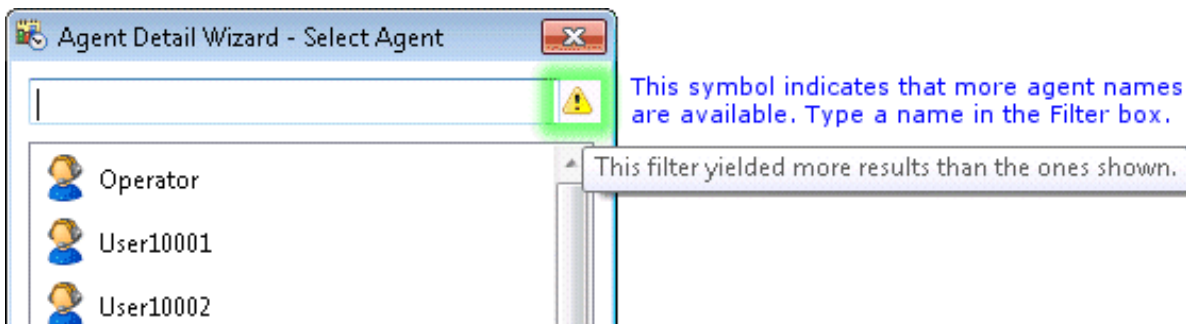 Agent Detail Wizard - Select Agent
This symbol indicates that more agent names
are available. Type a name in the Filter box.
This filter yielded more results than the ones shown.
Operator
User10001
User10002